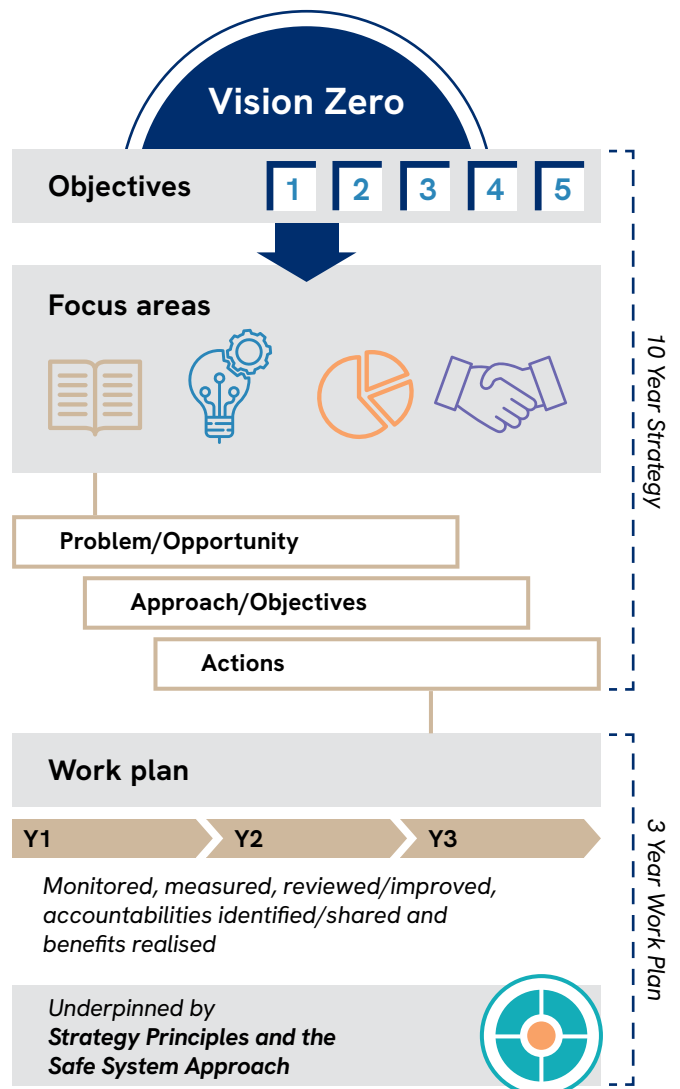 Vision Zero
Objectives
1 2 3 4 5
Focus areas
10 Year Strategy
Problem/Opportunity
Approach/Objectives
Actions
Work plan
Y1 Y2 Y3
3 Year Work Plan
Monitored, measured, reviewed/improved,
accountabilities identified/shared and
benefits realised
Underpinned by
Strategy Principles and the
Safe System Approach